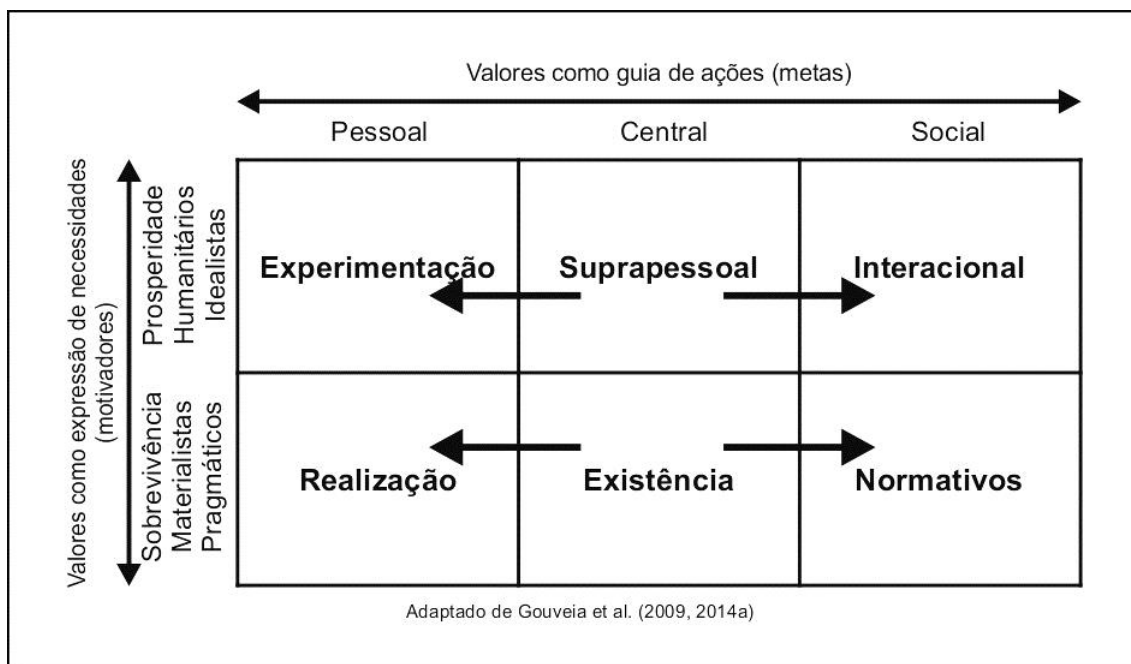 Valores como guia de ações (metas)
Pessoal
Central
Social
Valores como expressão de necessidades
(motivadores)
Prosperidade
Humanitários
Idealistas
Experimentação
Suprapessoal
Interacional
Sobrevivência
Materialistas
Pragmáticos
Realização
Existência
Normativos
Adaptado de Gouveia et al. (2009, 2014a)